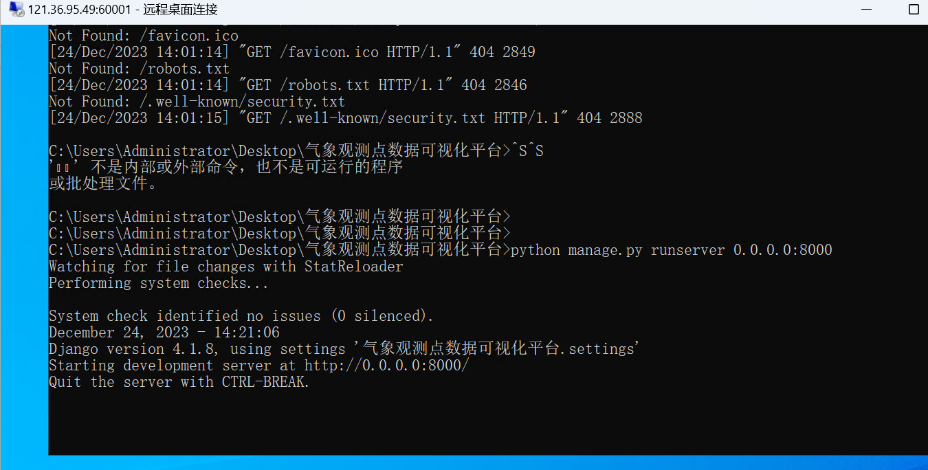 121.36.95.49:60001 - 远程桌面连接
Not Found: /favicon.ico
[24/Dec/2023 14:01:14] "GET /favicon.ico HTTP/1.1" 404 2849
Not Found: /robots.txt
[24/Dec/2023 14:01:14] "GET /robots.txt HTTP/1.1" 404 2846
Not Found: /.well-known/security.txt
[24/Dec/2023 14:01:15] "GET /.well-known/security.txt HTTP/1.1" 404 2888
C:\Users\Administrator\Desktop\气象观测点数据可视化平台>^S^S
'' 不是内部或外部命令，也不是可运行的程序
或批处理文件。
C:\Users\Administrator\Desktop\气象观测点数据可视化平台>
C:\Users\Administrator\Desktop\气象观测点数据可视化平台>
C:\Users\Administrator\Desktop\气象观测点数据可视化平台>python manage.py runserver 0.0.0.0:8000
Watching for file changes with StatReloader
Performing system checks...
System check identified no issues (0 silenced).
December 24, 2023 - 14:21:06
Django version 4.1.8, using settings '气象观测点数据可视化平台.settings'
Starting development server at http://0.0.0.0:8000/
Quit the server with CTRL-BREAK.